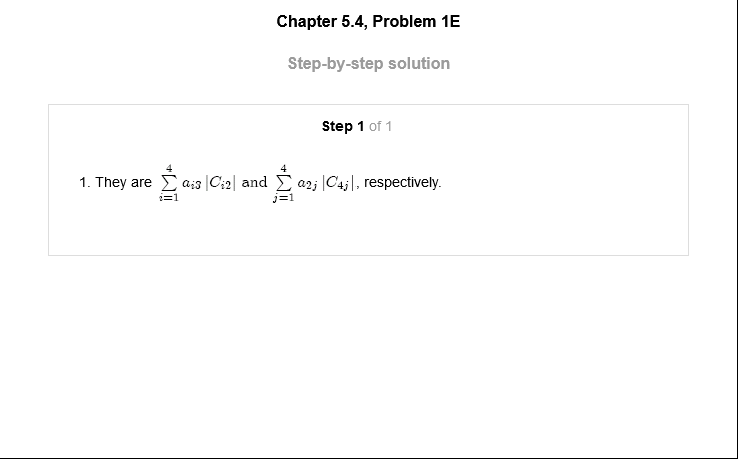 Chapter 5.4, Problem 1E
Step-by-step solution
Step 1 of 1
1. They are $\sum_{i=1}^{4} a_{i3} |C_{i2}|$ and $\sum_{j=1}^{4} a_{2j} |C_{4j}|$, respectively.